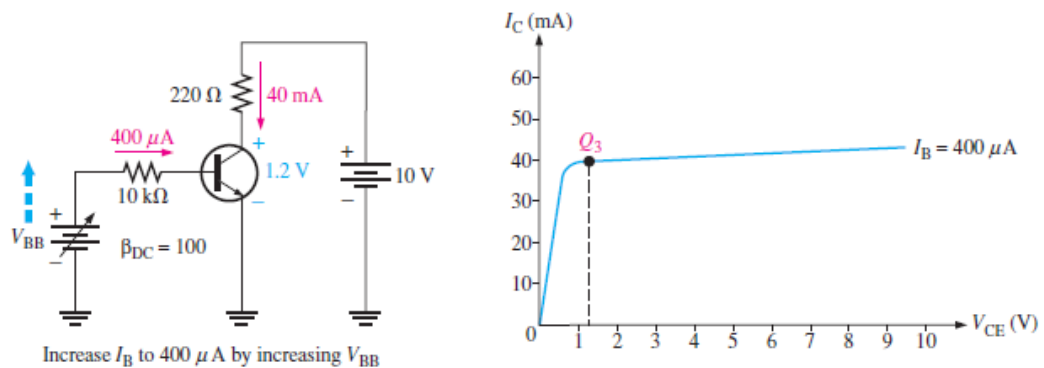 220 Ω
40 mA
400 μA
+
1.2 V
−
10 kΩ
+
10 V
−
+
V_BB
−
β_DC = 100
Increase I_B to 400 μA by increasing V_BB
I_C (mA)
60
50
40
30
20
10
0
Q_3
I_B = 400 μA
1 2 3 4 5 6 7 8 9 10
V_CE (V)